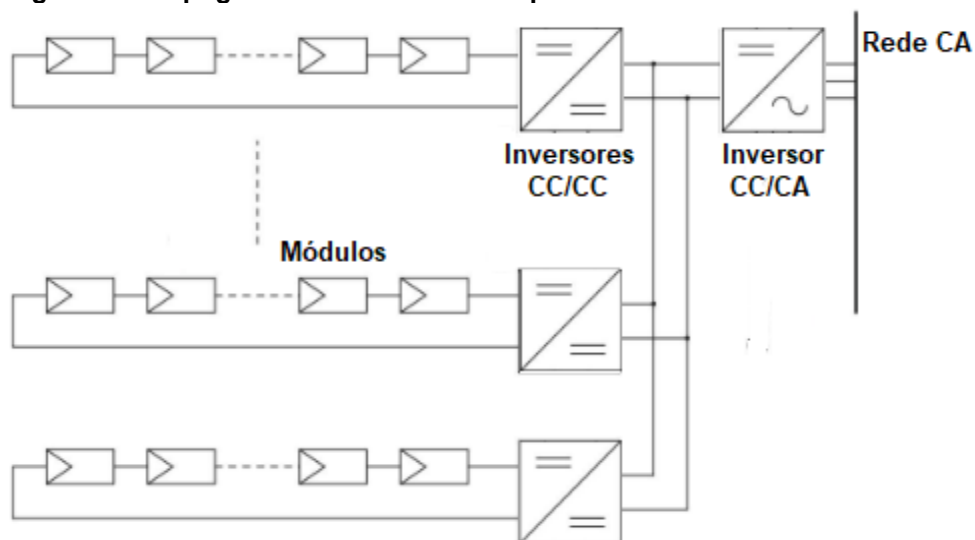 Rede CA
Inversores
CC/CC
Inversor
CC/CA
Módulos